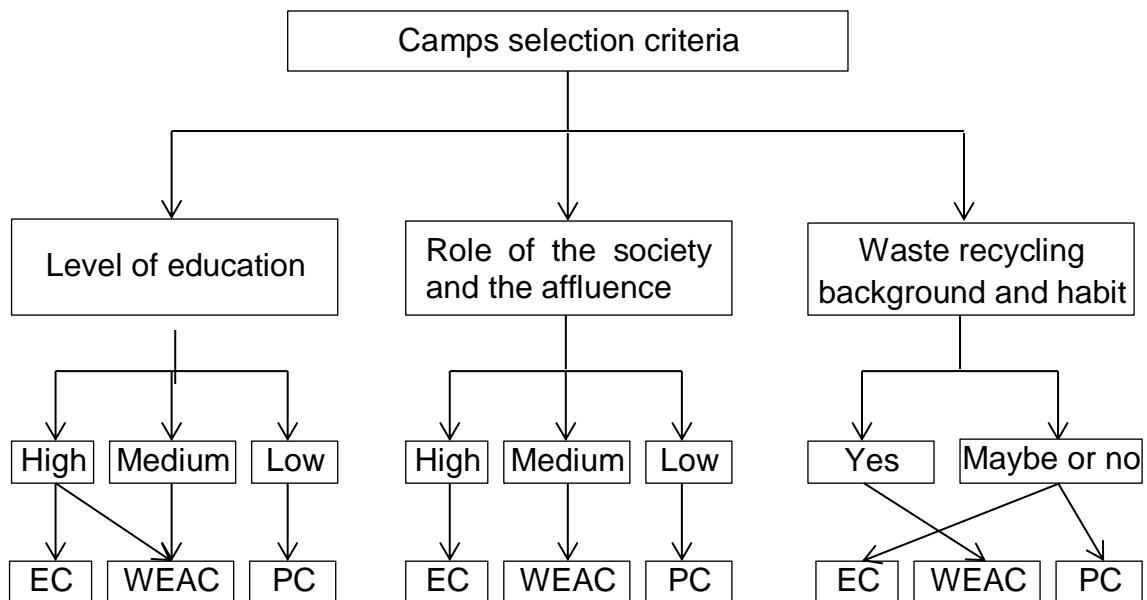 Camps selection criteria
Level of education
Role of the society
and the affluence
Waste recycling
background and habit
High
Medium
Low
High
Medium
Low
Yes
Maybe or no
EC
WEAC
PC
EC
WEAC
PC
EC
WEAC
PC